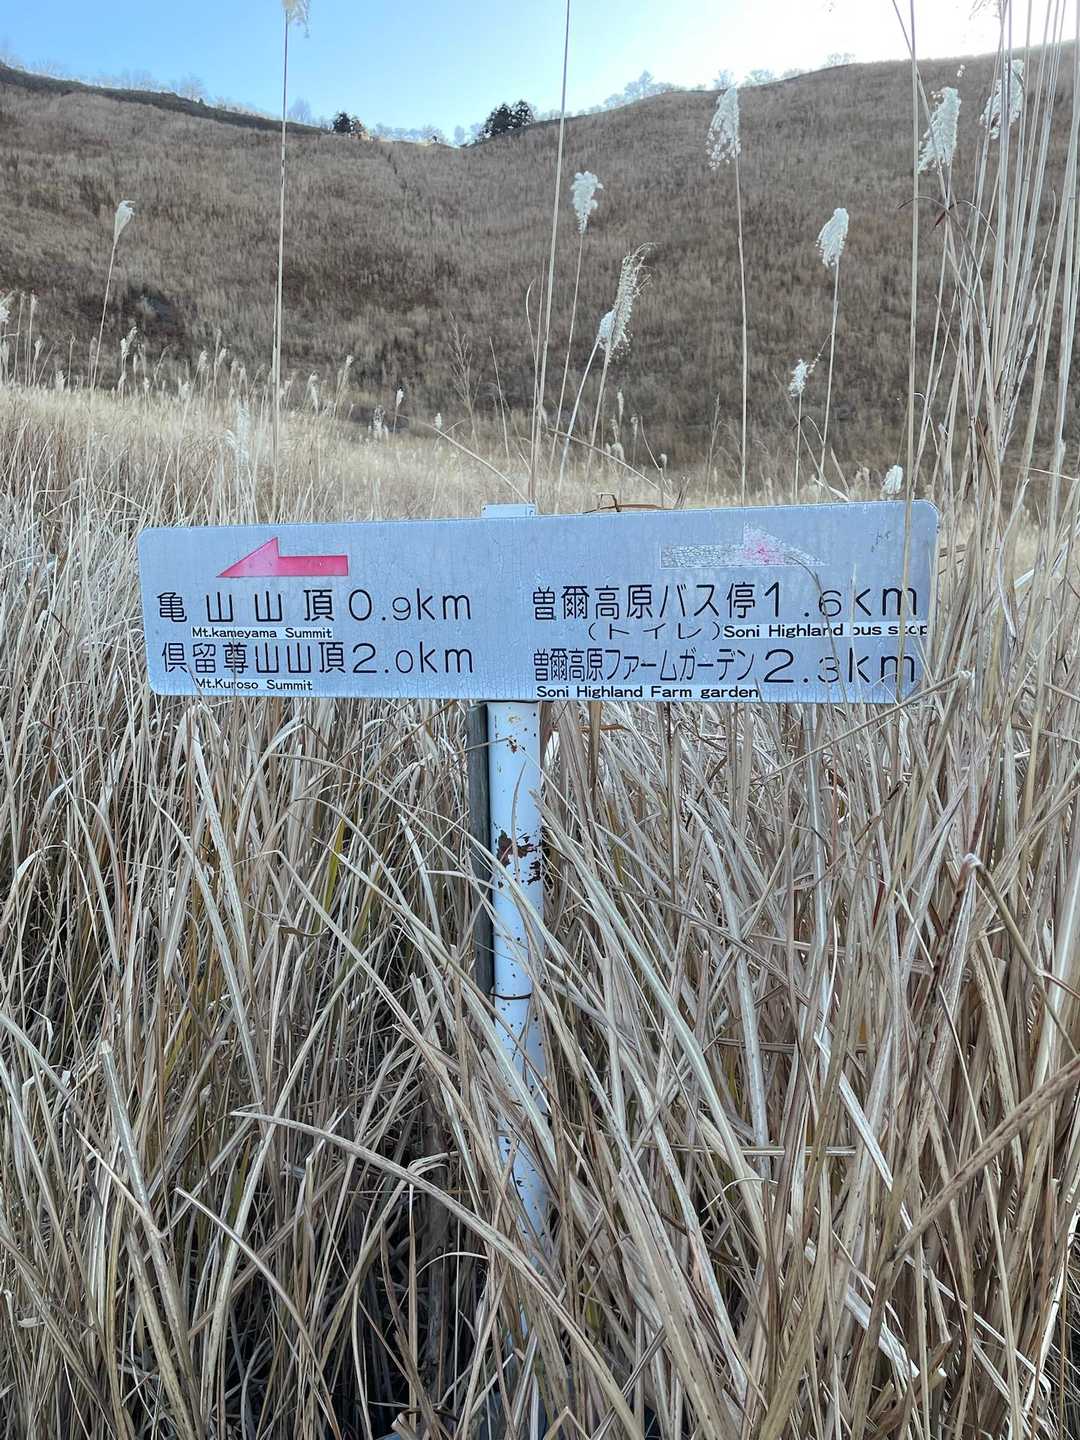 亀山山頂0.9km
Mt.kameyama Summit
倶留尊山山頂2.0km
Mt.Kuroso Summit
曽爾高原バス停1.6km
(トイレ)Soni Highland bus stop
曽爾高原ファームガーデン2.3km
Soni Highland Farm garden